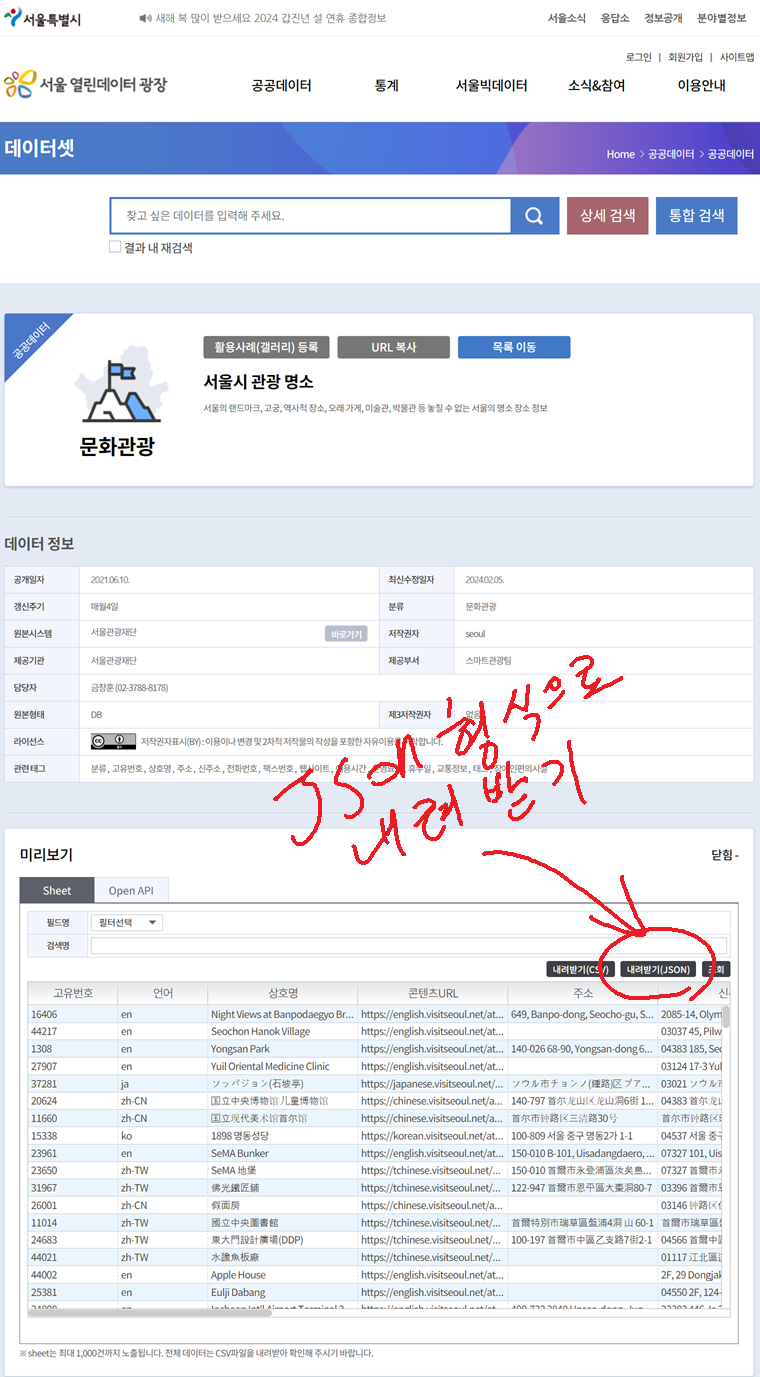 서울특별시
새해 복 많이 받으세요 2024 갑진년 설 연휴 종합정보
서울소식 응답소 정보공개 분야별정보
로그인 | 회원가입 | 사이트맵
서울 열린데이터 광장
공공데이터 통계 서울빅데이터 소식&참여 이용안내
데이터셋
Home > 공공데이터 > 공공데이터
찾고 싶은 데이터를 입력해 주세요.
상세 검색 통합 검색
결과 내 재검색
공공데이터
활용사례(갤러리) 등록 URL 복사 목록 이동
서울시 관광 명소
서울의 랜드마크, 고궁, 역사적 장소, 오래 가게, 미술관, 박물관 등 놓칠 수 없는 서울의 명소 장소 정보
문화관광
데이터 정보
공개일자 2021.06.10. 최신수정일자 2024.02.05.
갱신주기 매월4일 분류 문화관광
원본시스템 서울관광재단 바로가기 저작권자 seoul
제공기관 서울관광재단 제공부서 스마트관광팀
담당자 금창훈 (02-3788-8178)
원본형태 DB 제3저작권자 없음
라이선스 cc BY 저작권자표시(BY) : 이용이나 변경 및 2차적 저작물의 작성을 포함한 자유이용을 합니다.
관련 태그 분류, 고유번호, 상호명, 주소, 신주소, 전화번호, 팩스번호, 웹사이트, 휴무일, 교통정보, 장애인편의시설
JSON 형식으로
내려받기
미리보기 닫힘 -
Sheet Open API
필드명 필터선택
검색명
내려받기(CSV) 내려받기(JSON) 조회
고유번호 언어 상호명 콘텐츠URL 주소
16406 en Night Views at Banpodaegyo Br... https://english.visitseoul.net/at... 649, Banpo-dong, Seocho-gu, S... 2085-14, Olym
44217 en Seochon Hanok Village https://english.visitseoul.net/at... 03037 45, Pilw
1308 en Yongsan Park https://english.visitseoul.net/at... 140-026 68-90, Yongsan-dong 6... 04383 185, Seo
27907 en Yuil Oriental Medicine Clinic https://english.visitseoul.net/at... 03124 17-3 Yul
37281 ja ソッパジョン(石坡亭) https://japanese.visitseoul.net/... ソウル市チョンノ(鍾路)区プア... 03021 ソウル市
20624 zh-CN 国立中央博物馆 儿童博物馆 https://chinese.visitseoul.net/a... 140-797 首尔龙山区龙山洞6街 1... 04383 首尔龙山
11660 zh-CN 国立现代美术馆首尔馆 https://chinese.visitseoul.net/a... 首尔市钟路区三清路30号 首尔市钟路区
15338 ko 1898 명동성당 https://korean.visitseoul.net/at... 100-809 서울 중구 명동2가 1-1 04537 서울 중구
23961 en SeMA Bunker https://english.visitseoul.net/at... 150-010 B-101, Uisadangdaero, ... 07327 101, Uis
23650 zh-TW SeMA 地堡 https://tchinese.visitseoul.net/... 150-010 首爾市永登浦區汝矣島... 07327 首爾市
31967 zh-TW 佛光鑞匠鋪 https://tchinese.visitseoul.net/... 122-947 首爾市恩平區大棗洞80-7 03396 首爾市恩
26001 zh-CN 假面房 https://chinese.visitseoul.net/a... 03146 钟路区
11014 zh-TW 國立中央圖書館 https://tchinese.visitseoul.net/... 首爾特別市瑞草區盤浦4洞 山 60-1 首爾市瑞草區
24683 zh-TW 東大門設計廣場(DDP) https://tchinese.visitseoul.net/... 100-197 首爾市中區乙支路7街2-1 04566 首爾市中
44021 zh-TW 水踰魚板廠 https://tchinese.visitseoul.net/... 01117 江北區
44002 en Apple House https://english.visitseoul.net/at... 2F, 29 Dongjak
25381 en Eulji Dabang https://english.visitseoul.net/at... 04550 2F, 124-
※ sheet는 최대 1,000건까지 노출됩니다. 전체 데이터는 CSV파일을 내려받아 확인해 주시기 바랍니다.